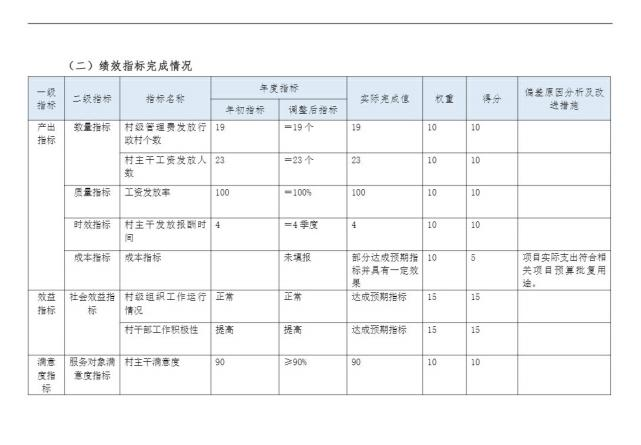 （二）绩效指标完成情况
一级指标 二级指标 指标名称 年度指标 实际完成值 权重 得分 偏差原因分析及改进措施
年初指标 调整后指标
产出指标 数量指标 村级管理费发放行政村个数 19 ＝19个 19 10 10
村主干工资发放人数 23 ＝23个 23 10 10
质量指标 工资发放率 100 ＝100% 100 10 10
时效指标 村主干发放报酬时间 4 ＝4季度 4 10 10
成本指标 成本指标 未填报 部分达成预期指标并具有一定效果 10 5 项目实际支出符合相关项目预算批复用途。
效益指标 社会效益指标 村级组织工作运行情况 正常 正常 达成预期指标 15 15
村干部工作积极性 提高 提高 达成预期指标 15 15
满意度指标 服务对象满意度指标 村主干满意度 90 ≥90% 90 10 10